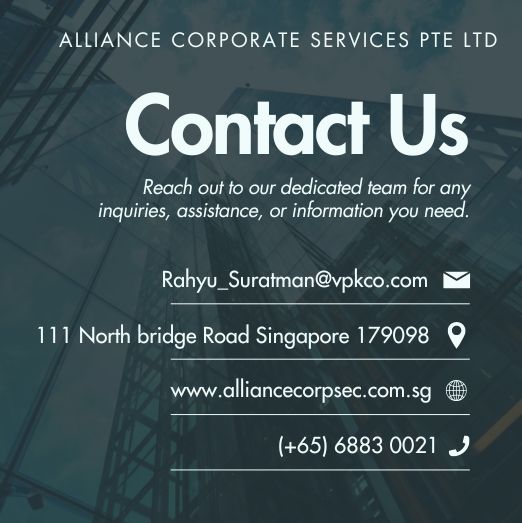 ALLIANCE CORPORATE SERVICES PTE LTD
Contact Us
Reach out to our dedicated team for any
inquiries, assistance, or information you need.
Rahyu_Suratman@vpkco.com
111 North bridge Road Singapore 179098
www.alliancecorpsec.com.sg
(+65) 6883 0021